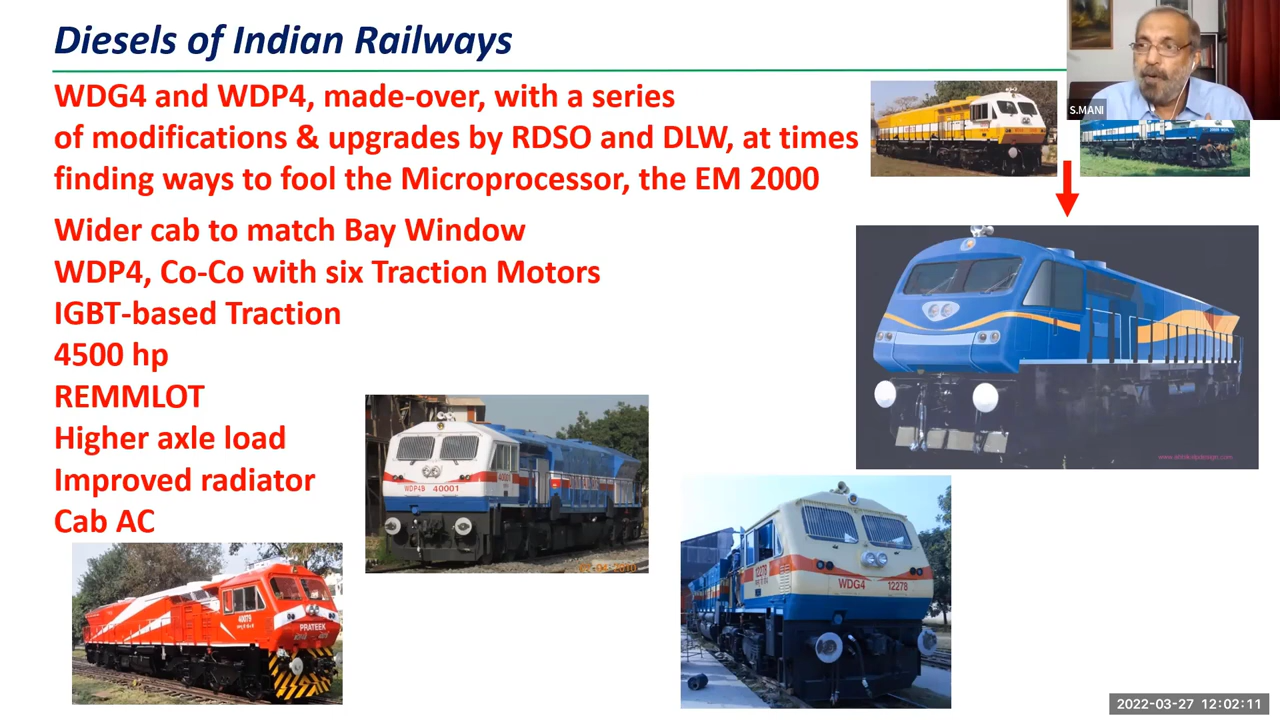 Diesels of Indian Railways
S.MANI
WDG4 and WDP4, made-over, with a series
of modifications & upgrades by RDSO and DLW, at times
finding ways to fool the Microprocessor, the EM 2000
Wider cab to match Bay Window
WDP4, Co-Co with six Traction Motors
IGBT-based Traction
4500 hp
REMMLOT
Higher axle load
Improved radiator
Cab AC
WDP4B 40001
12278
WDG4 12278
40079
PRATEEK
2022-03-27 12:02:11